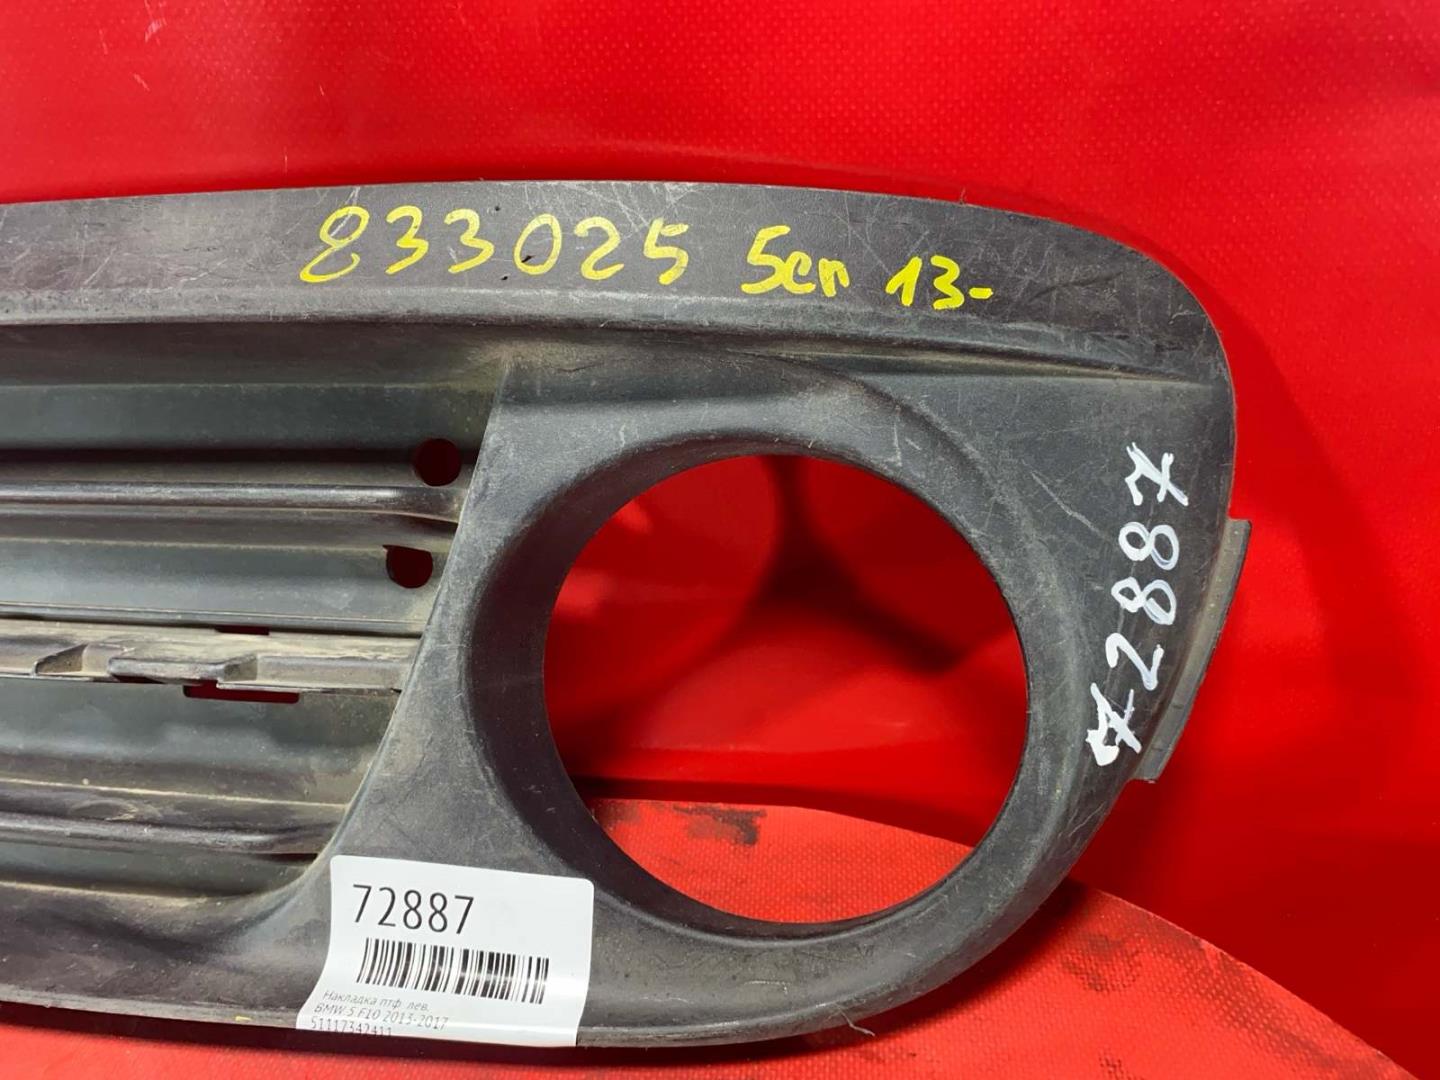 833025 5er 13-
72887
72887
Накладка птф. лев.
BMW 5 F10 2013-2017
51117342411